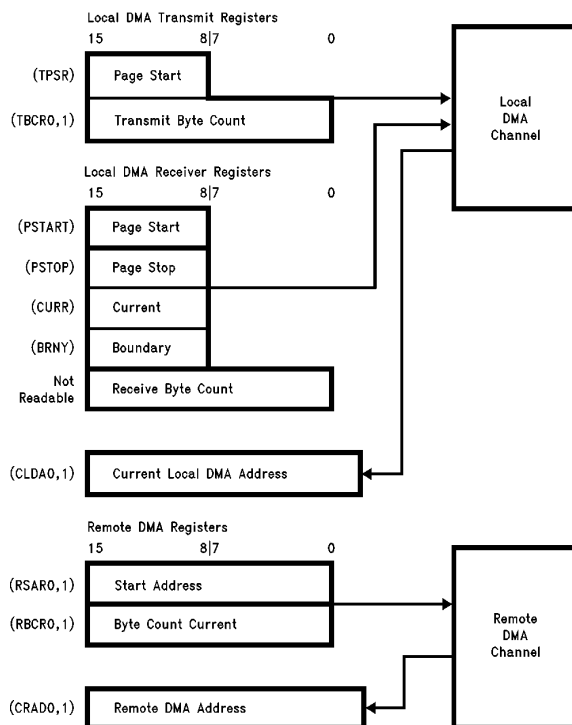 Local DMA Transmit Registers
15 8|7 0
(TPSR) Page Start
(TBCR0,1) Transmit Byte Count
Local
DMA
Channel
Local DMA Receiver Registers
15 8|7 0
(PSTART) Page Start
(PSTOP) Page Stop
(CURR) Current
(BRNY) Boundary
Not
Readable
Receive Byte Count
(CLDA0,1) Current Local DMA Address
Remote DMA Registers
15 8|7 0
(RSAR0,1) Start Address
(RBCR0,1) Byte Count Current
Remote
DMA
Channel
(CRAD0,1) Remote DMA Address